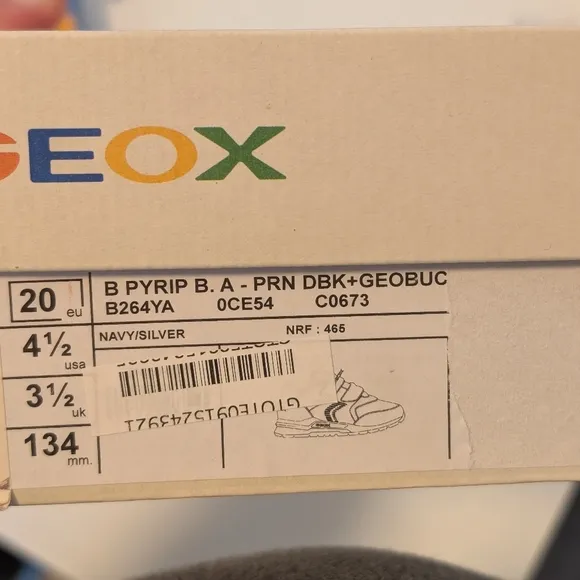 GEOX
20 eu
B PYRIP B. A - PRN DBK+GEOBUC
B264YA 0CE54 C0673
4½ usa
NAVY/SILVER NRF : 465
3½ uk
GTOTE0915243921
134 mm.